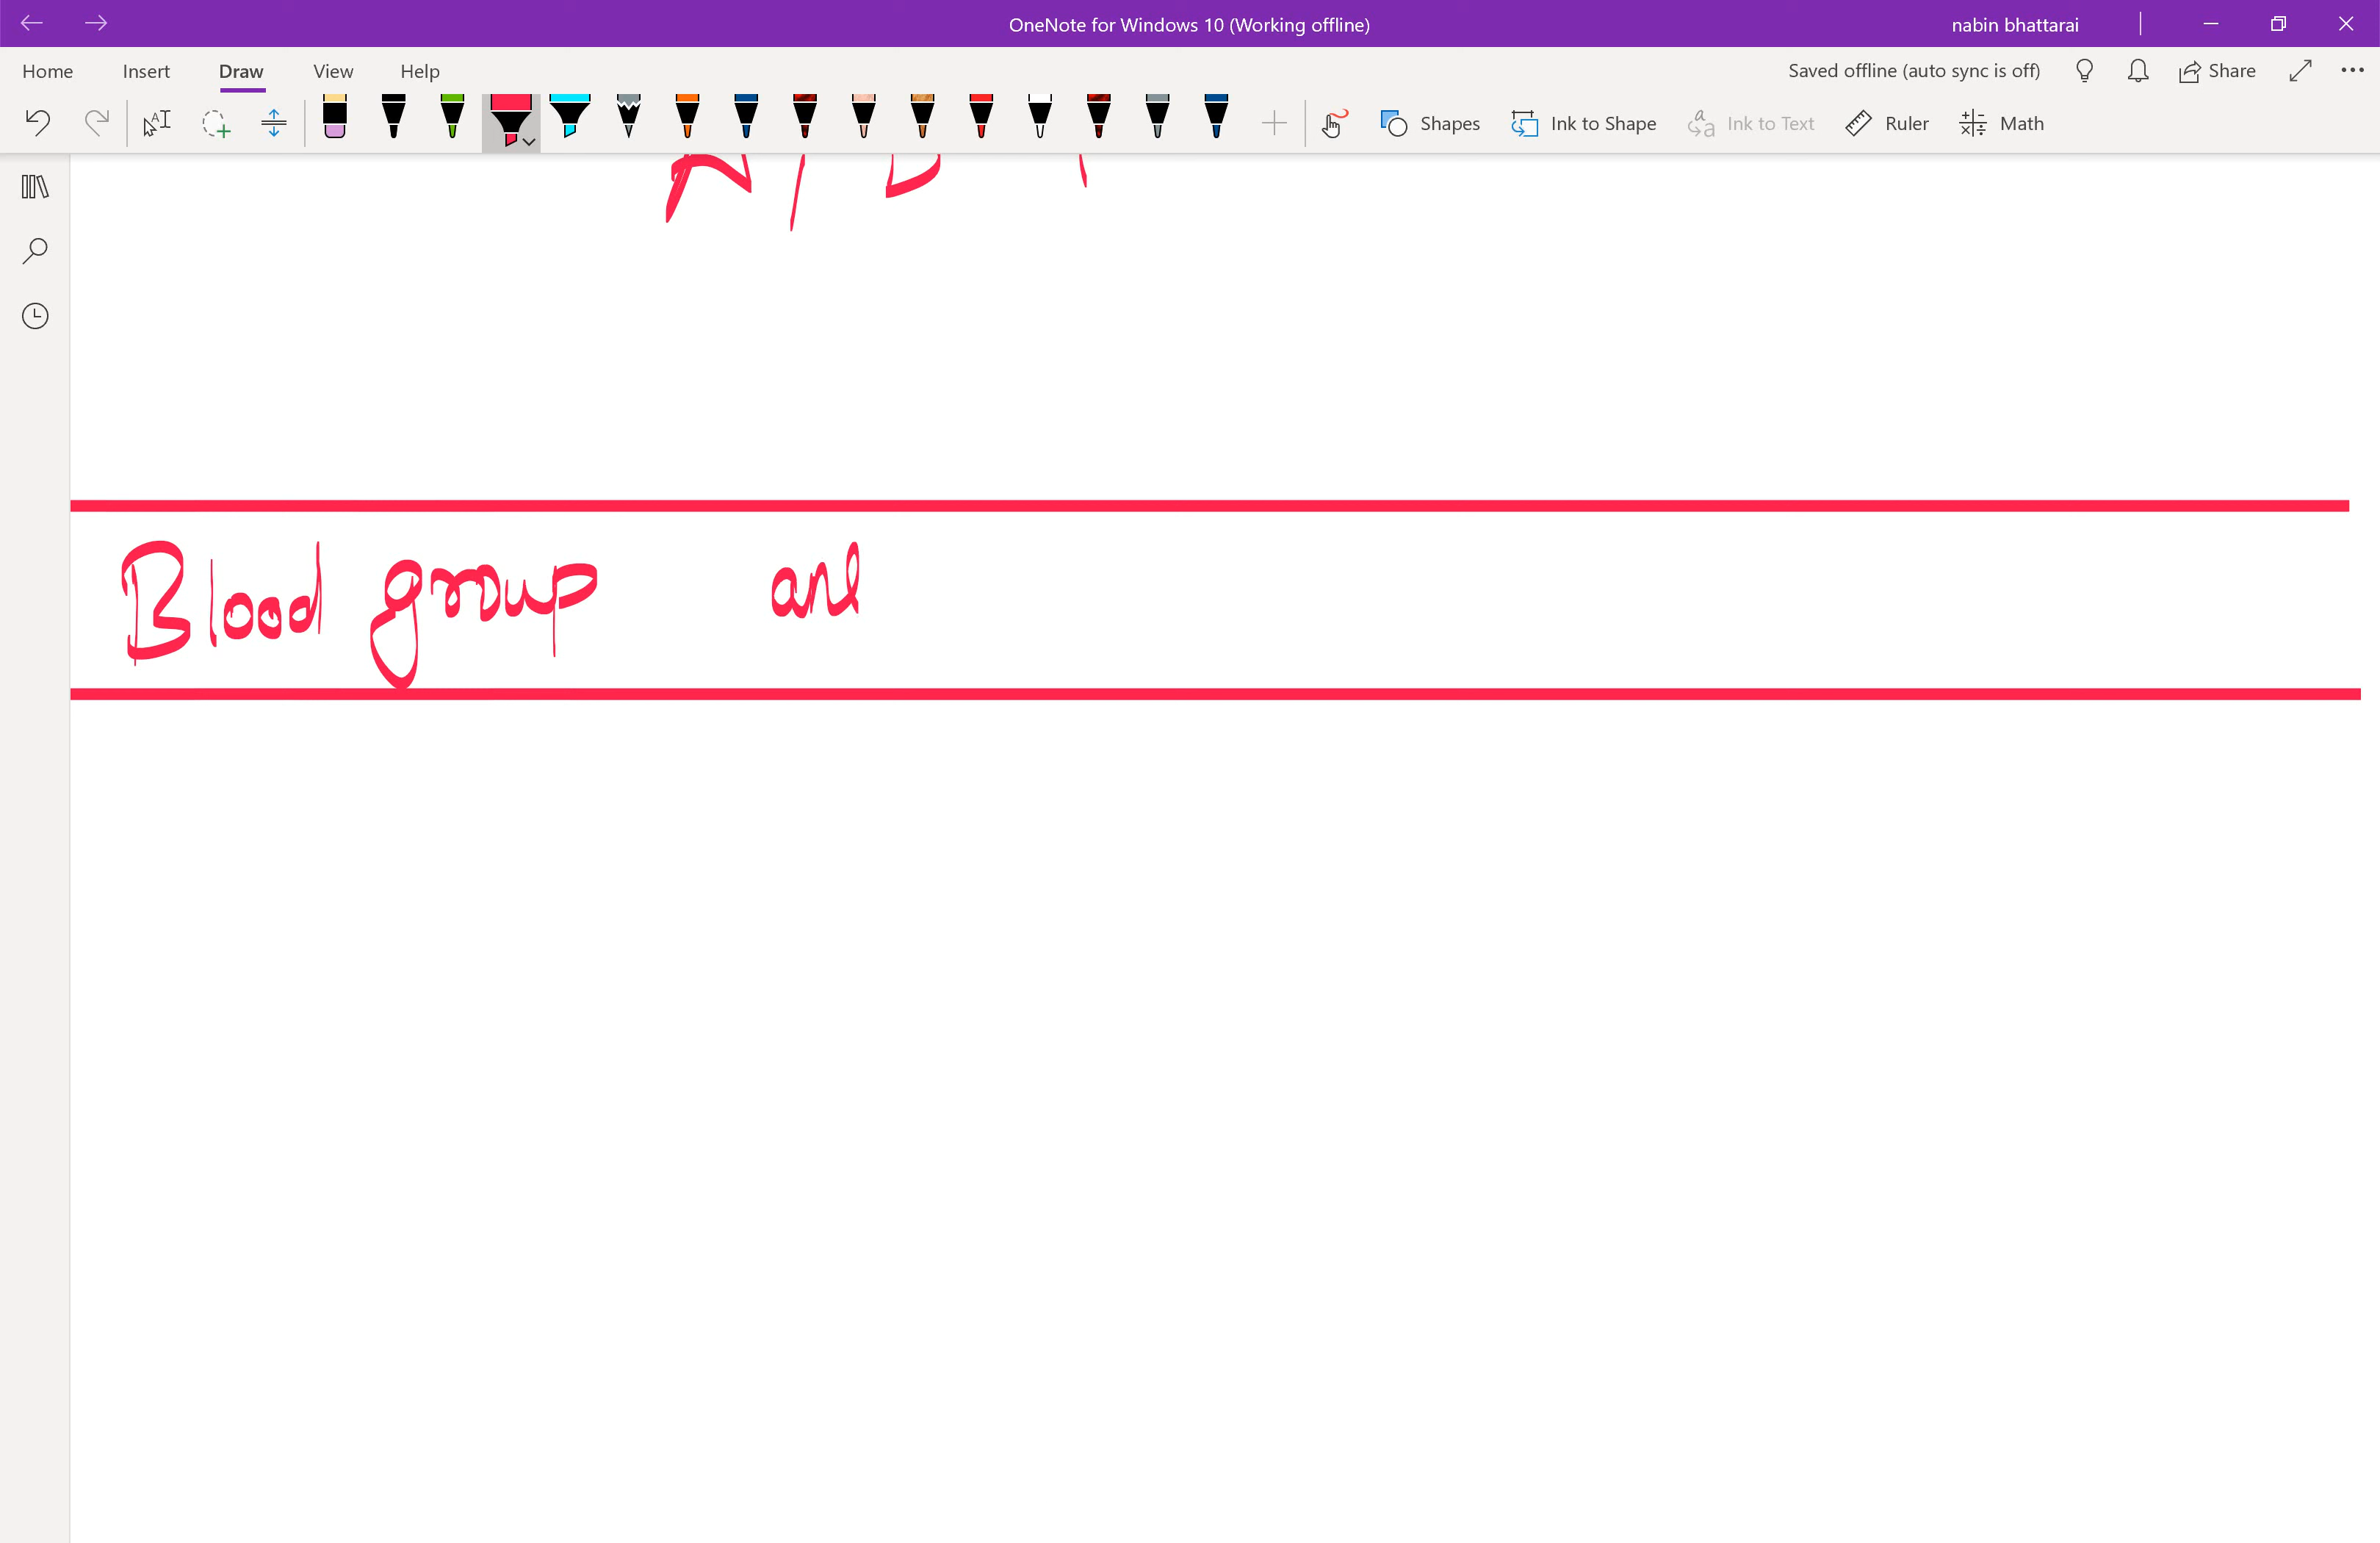 OneNote for Windows 10 (Working offline)
nabin bhattarai
Home Insert Draw View Help
Saved offline (auto sync is off) Share
Shapes Ink to Shape Ink to Text Ruler Math
Blood group and